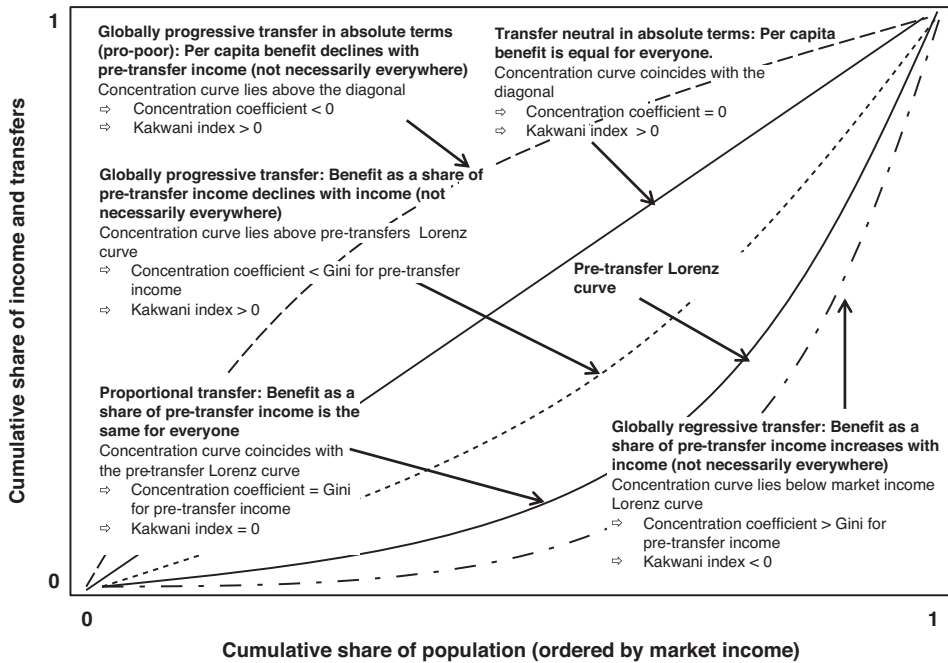 1
Globally progressive transfer in absolute terms
(pro-poor): Per capita benefit declines with
pre-transfer income (not necessarily everywhere)
Concentration curve lies above the diagonal
⇨ Concentration coefficient < 0
⇨ Kakwani index > 0
Transfer neutral in absolute terms: Per capita
benefit is equal for everyone.
Concentration curve coincides with the
diagonal
⇨ Concentration coefficient = 0
⇨ Kakwani index > 0
Globally progressive transfer: Benefit as a share of
pre-transfer income declines with income (not
necessarily everywhere)
Concentration curve lies above pre-transfers Lorenz
curve
⇨ Concentration coefficient < Gini for pre-transfer
income
⇨ Kakwani index > 0
Pre-transfer Lorenz
curve
Proportional transfer: Benefit as a
share of pre-transfer income is the
same for everyone
Concentration curve coincides with
the pre-transfer Lorenz curve
⇨ Concentration coefficient = Gini
for pre-transfer income
⇨ Kakwani index = 0
Globally regressive transfer: Benefit as a
share of pre-transfer income increases with
income (not necessarily everywhere)
Concentration curve lies below market income
Lorenz curve
⇨ Concentration coefficient > Gini for
pre-transfer income
⇨ Kakwani index < 0
Cumulative share of income and transfers
0
0
1
Cumulative share of population (ordered by market income)